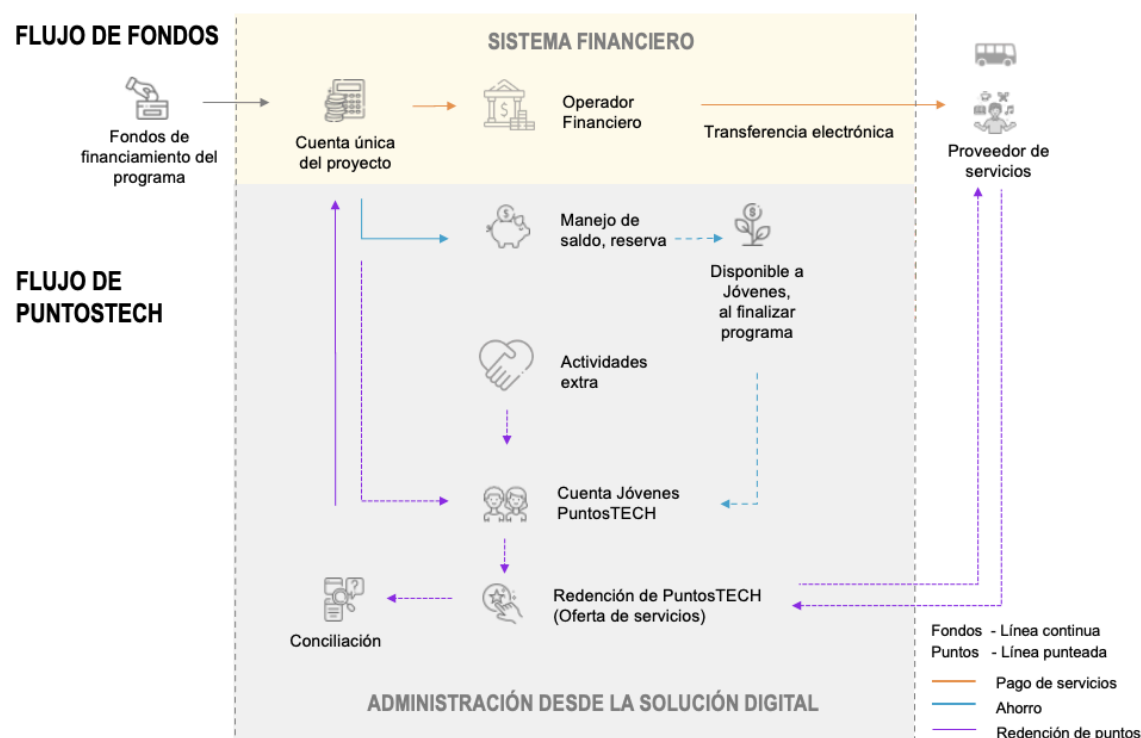 FLUJO DE FONDOS
SISTEMA FINANCIERO
Fondos de
financiamiento del
programa
Cuenta única
del proyecto
Operador
Financiero
Transferencia electrónica
Proveedor de
servicios
FLUJO DE
PUNTOSTECH
Manejo de
saldo, reserva
Disponible a
Jóvenes,
al finalizar
programa
Actividades
extra
Cuenta Jóvenes
PuntosTECH
Redención de PuntosTECH
(Oferta de servicios)
Conciliación
ADMINISTRACIÓN DESDE LA SOLUCIÓN DIGITAL
Fondos - Línea continua
Puntos - Línea punteada
Pago de servicios
Ahorro
Redención de puntos